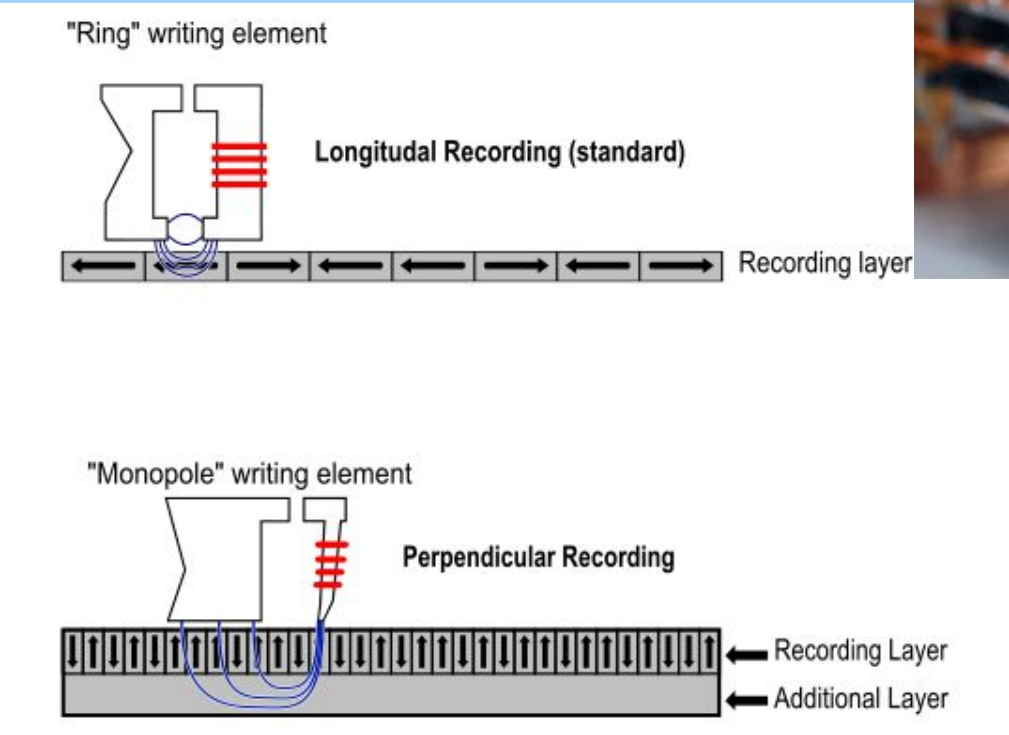 "Ring" writing element
Longitudal Recording (standard)
Recording layer
"Monopole" writing element
Perpendicular Recording
Recording Layer
Additional Layer